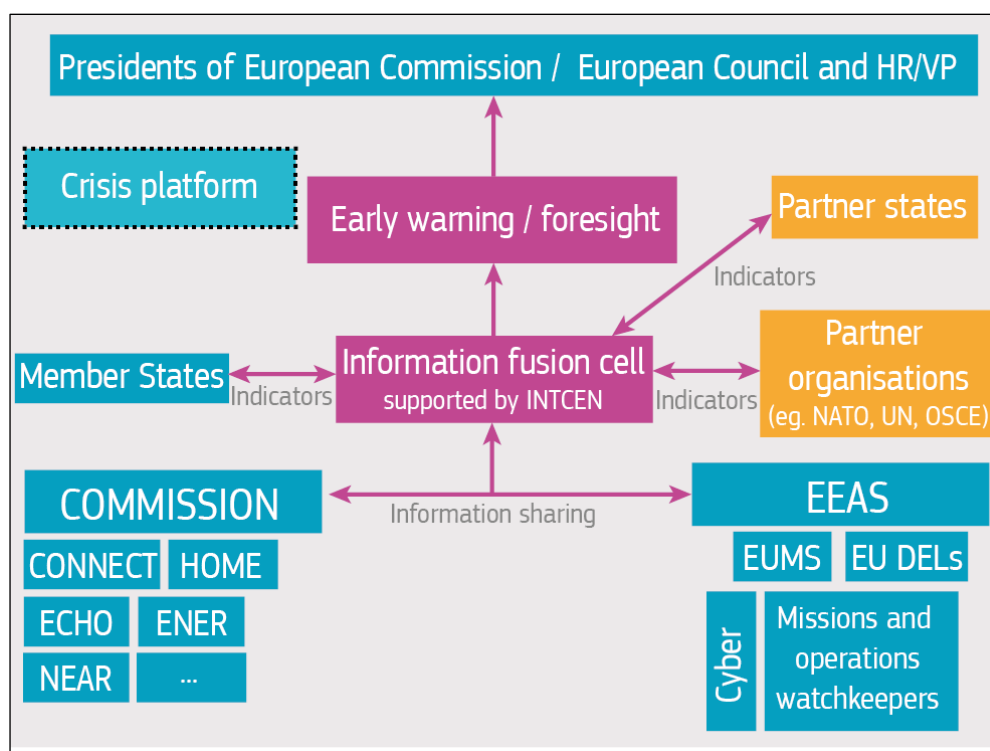 Presidents of European Commission / European Council and HR/VP
Crisis platform
Early warning / foresight
Partner states
Indicators
Member States
Indicators
Information fusion cell
supported by INTCEN
Indicators
Partner
organisations
(eg. NATO, UN, OSCE)
COMMISSION
Information sharing
EEAS
CONNECT
HOME
ECHO
ENER
NEAR
...
EUMS
EU DELs
Cyber
Missions and
operations
watchkeepers